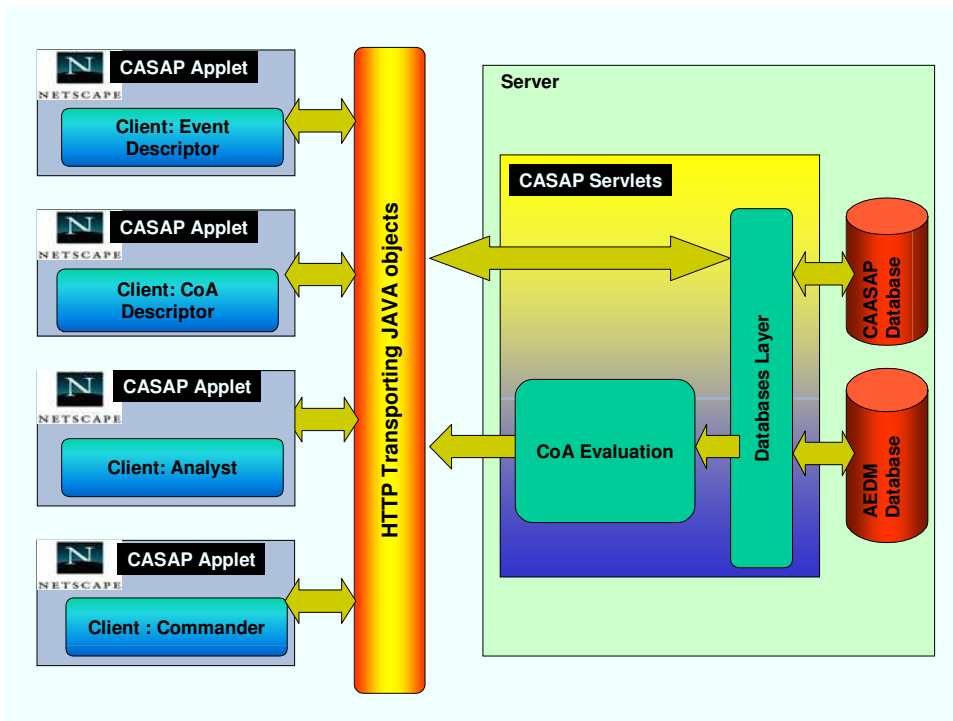 CASAP Applet
NETSCAPE
Client: Event
Descriptor
CASAP Applet
NETSCAPE
Client: CoA
Descriptor
CASAP Applet
NETSCAPE
Client: Analyst
CASAP Applet
NETSCAPE
Client : Commander
HTTP Transporting JAVA objects
Server
CASAP Servlets
CoA Evaluation
Databases Layer
CAASAP
Database
AEDM
Database